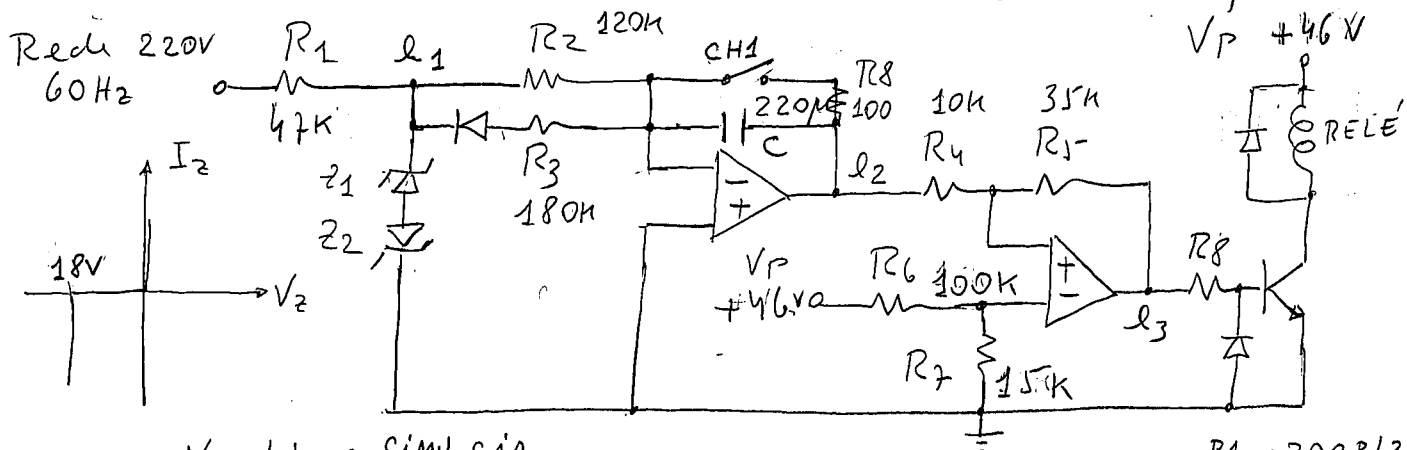 Vp +46V
Rede 220V
60Hz
R1
47K
e1
R2 120K
CH1
R8
100
220μ
C
10K
R4
35K
R5
RELÉ
Iz
Z1
Z2
R3
180K
e2
18V
Vz
Vp
+46V
R6 100K
R7
15K
R8
e3